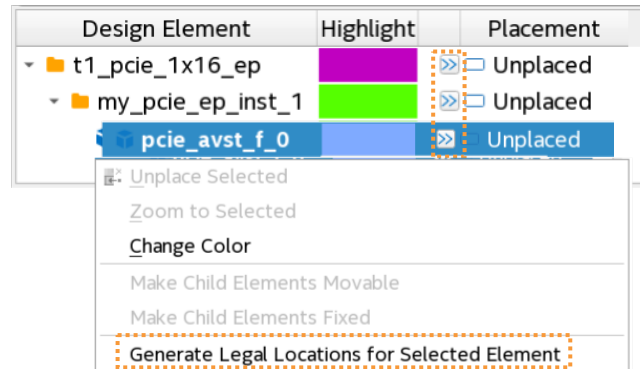 Design Element Highlight Placement
t1_pcie_1x16_ep Unplaced
my_pcie_ep_inst_1 Unplaced
pcie_avst_f_0 Unplaced
Unplace Selected
Zoom to Selected
Change Color
Make Child Elements Movable
Make Child Elements Fixed
Generate Legal Locations for Selected Element